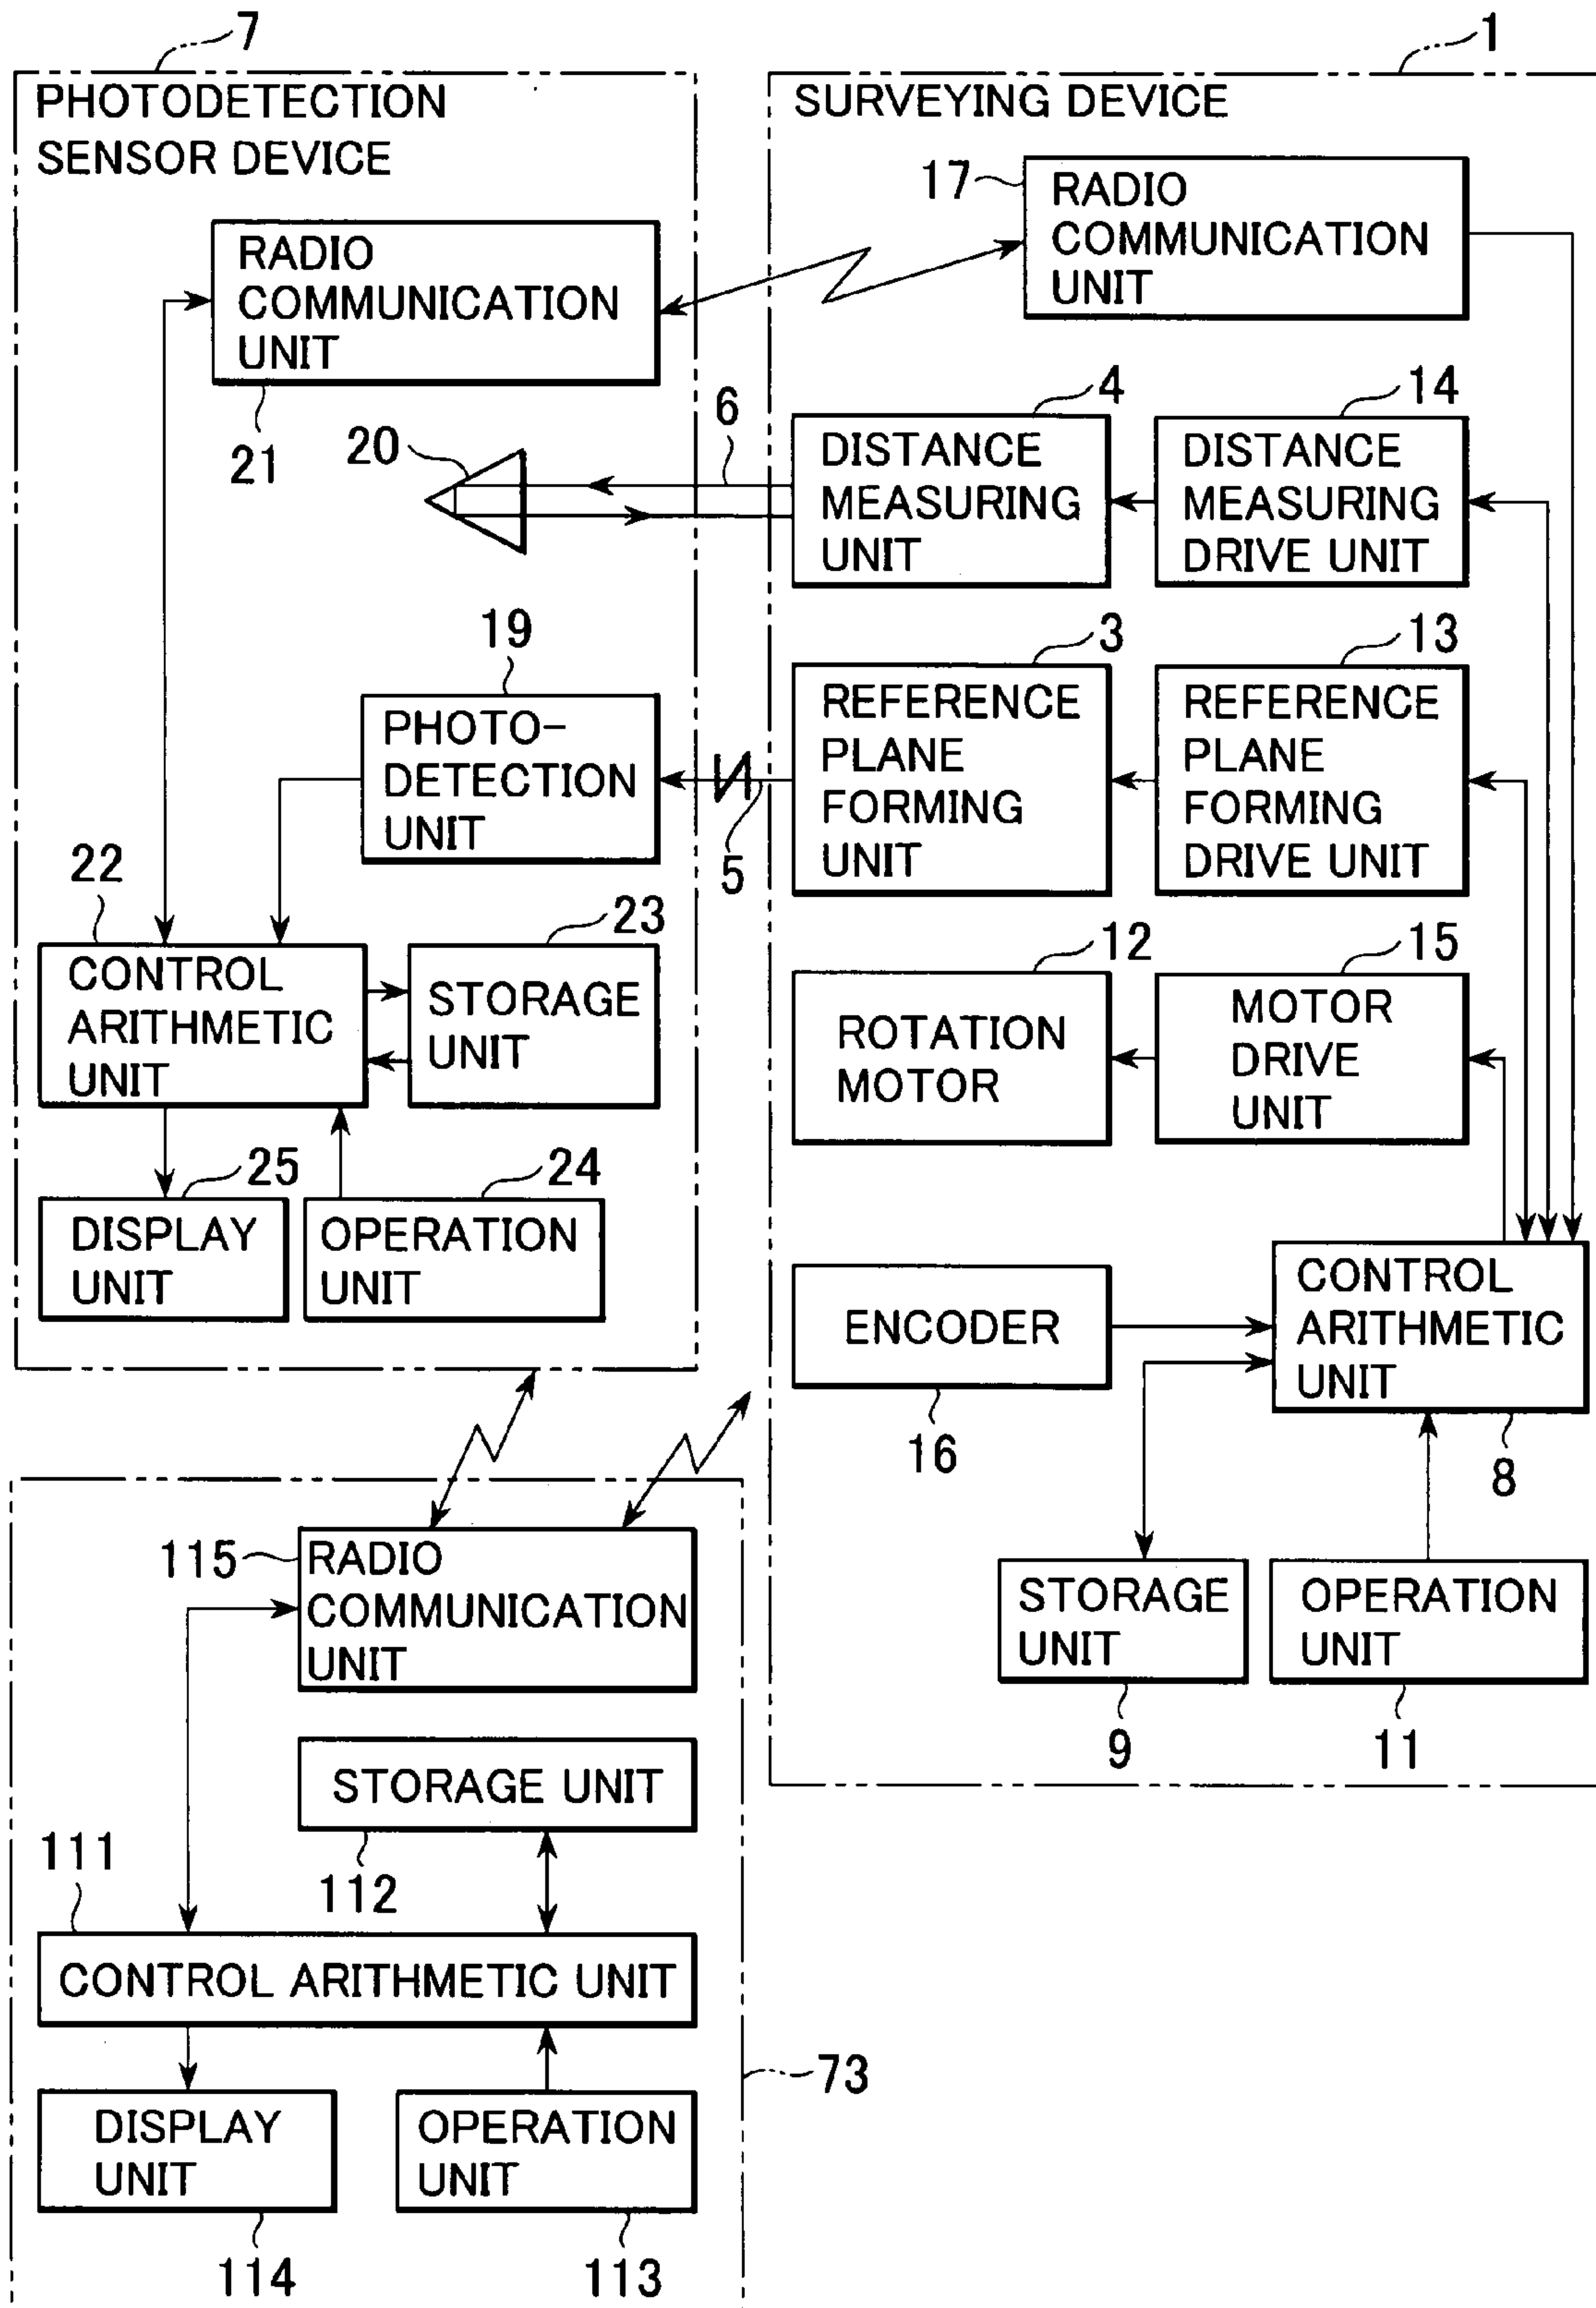 7
PHOTODETECTION
SENSOR DEVICE
RADIO
COMMUNICATION
UNIT
21
20
6
19
PHOTO-
DETECTION
UNIT
5
22
CONTROL
ARITHMETIC
UNIT
23
STORAGE
UNIT
25
DISPLAY
UNIT
24
OPERATION
UNIT
1
SURVEYING DEVICE
17
RADIO
COMMUNICATION
UNIT
4
DISTANCE
MEASURING
UNIT
14
DISTANCE
MEASURING
DRIVE UNIT
3
REFERENCE
PLANE
FORMING
UNIT
13
REFERENCE
PLANE
FORMING
DRIVE UNIT
12
ROTATION
MOTOR
15
MOTOR
DRIVE
UNIT
ENCODER
16
CONTROL
ARITHMETIC
UNIT
8
STORAGE
UNIT
9
OPERATION
UNIT
11
115
RADIO
COMMUNICATION
UNIT
STORAGE UNIT
112
111
CONTROL ARITHMETIC UNIT
73
DISPLAY
UNIT
114
OPERATION
UNIT
113